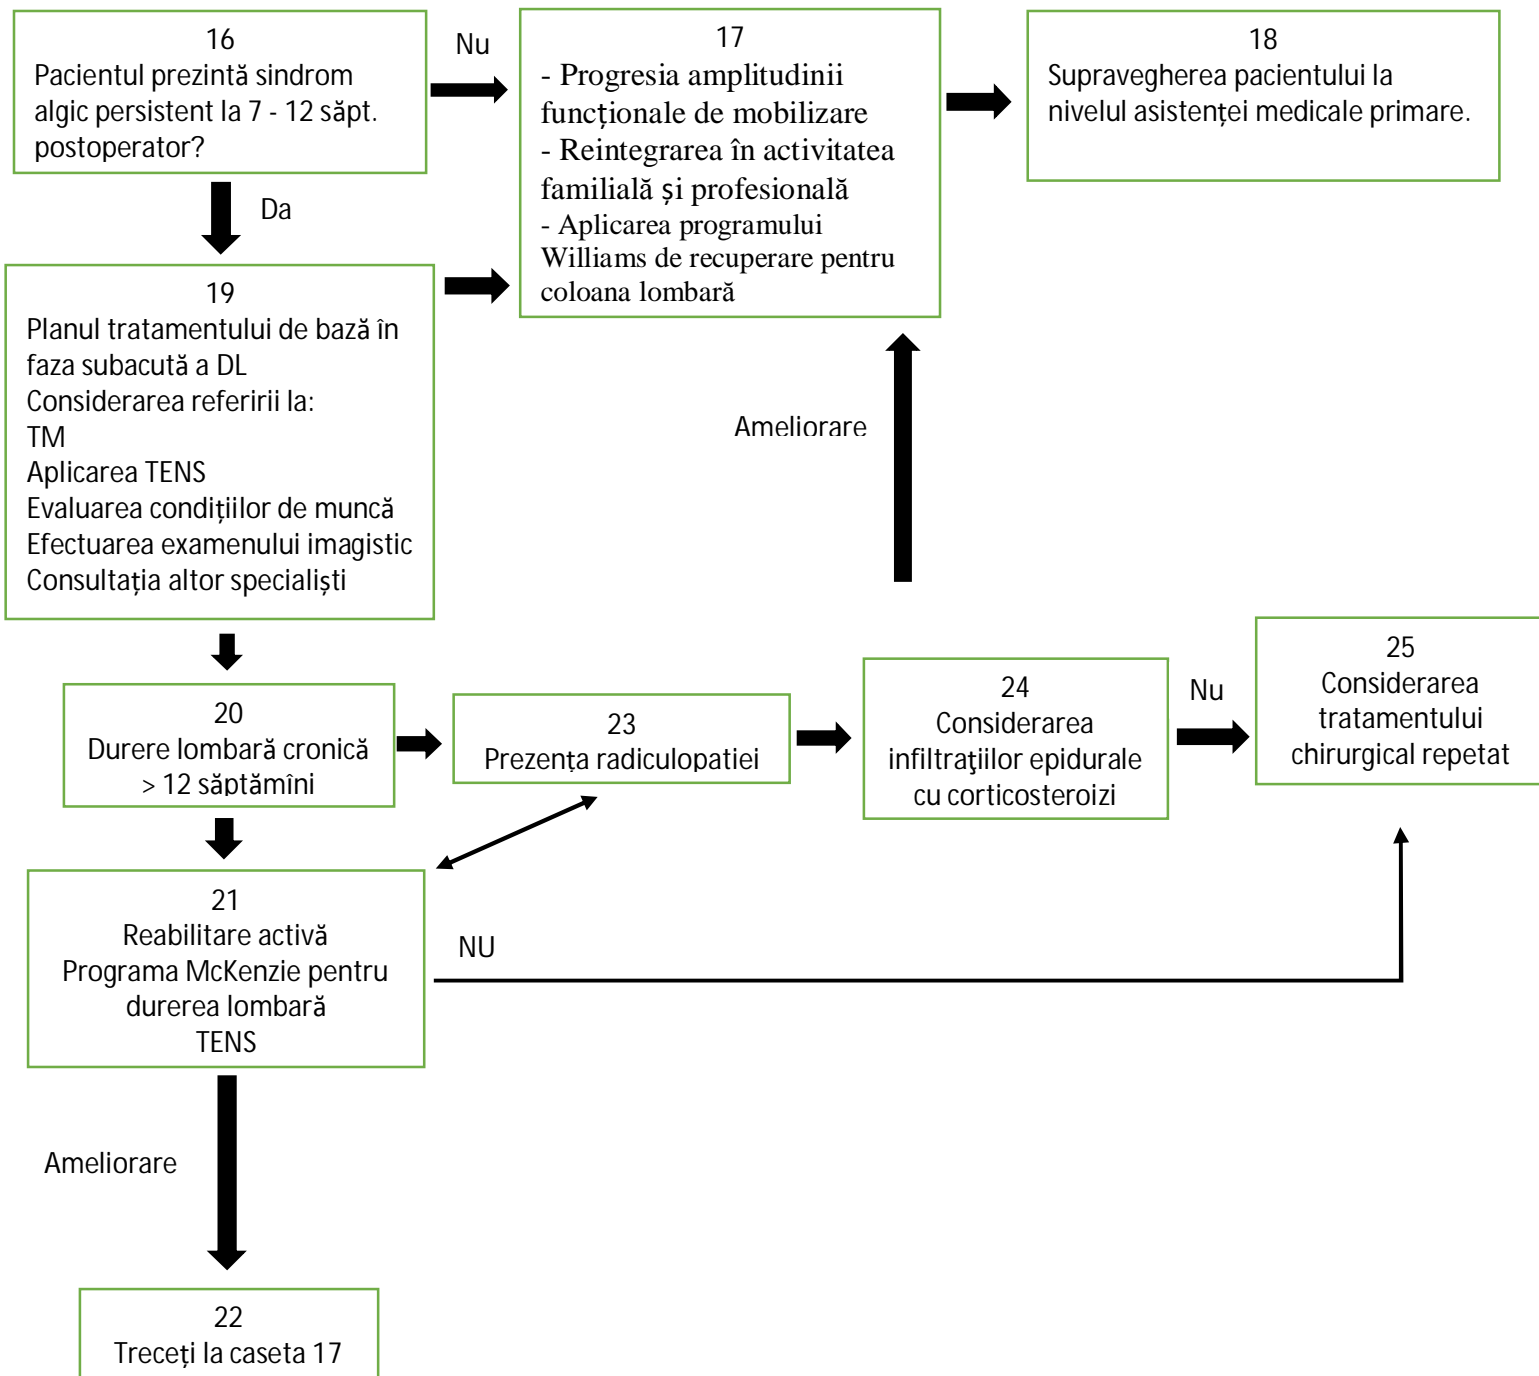 16
Pacientul prezintă sindrom
algic persistent la 7 - 12 săpt.
postoperator?
Nu
17
- Progresia amplitudinii
funcționale de mobilizare
- Reintegrarea în activitatea
familială și profesională
- Aplicarea programului
Williams de recuperare pentru
coloana lombară
18
Supravegherea pacientului la
nivelul asistenței medicale primare.
Da
19
Planul tratamentului de bază în
faza subacută a DL
Considerarea referirii la:
TM
Aplicarea TENS
Evaluarea condițiilor de muncă
Efectuarea examenului imagistic
Consultația altor specialiști
Ameliorare
20
Durere lombară cronică
> 12 săptămîni
23
Prezența radiculopatiei
24
Considerarea
infiltraţiilor epidurale
cu corticosteroizi
Nu
25
Considerarea
tratamentului
chirurgical repetat
21
Reabilitare activă
Programa McKenzie pentru
durerea lombară
TENS
NU
Ameliorare
22
Treceți la caseta 17